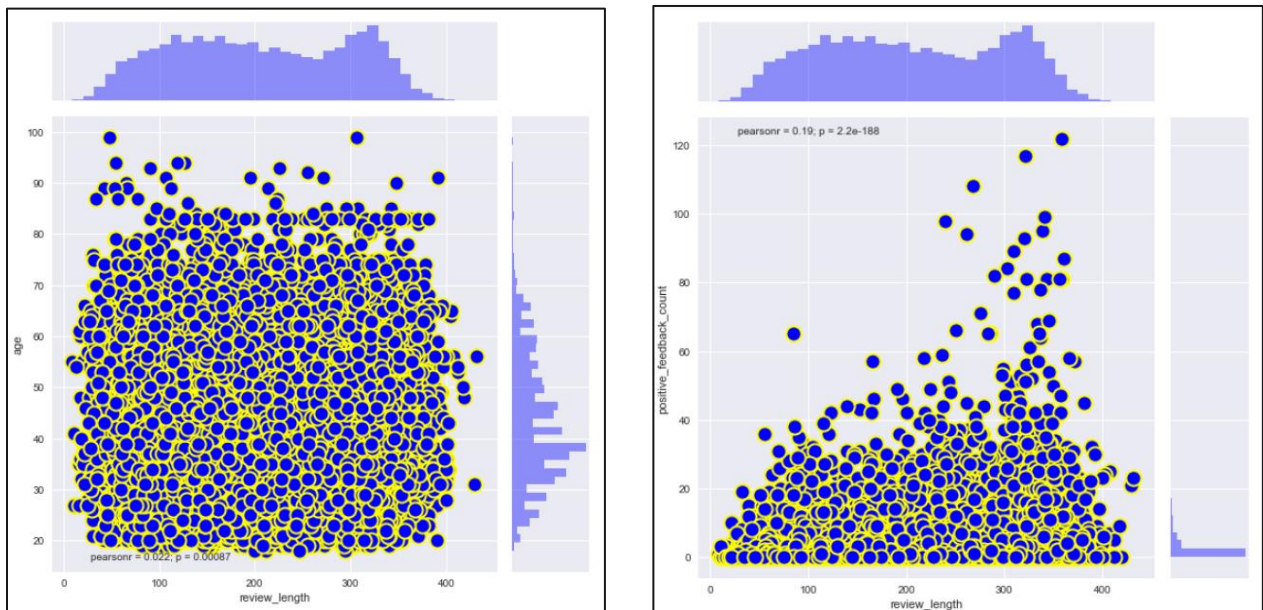 100
90
80
70
60
50
40
30
20
age
pearsonr = 0.022; p = 0.00087
0 100 200 300 400
review_length
pearsonr = 0.19; p = 2.2e-188
120
100
80
60
40
20
0
positive_feedback_count
0 100 200 300 400
review_length